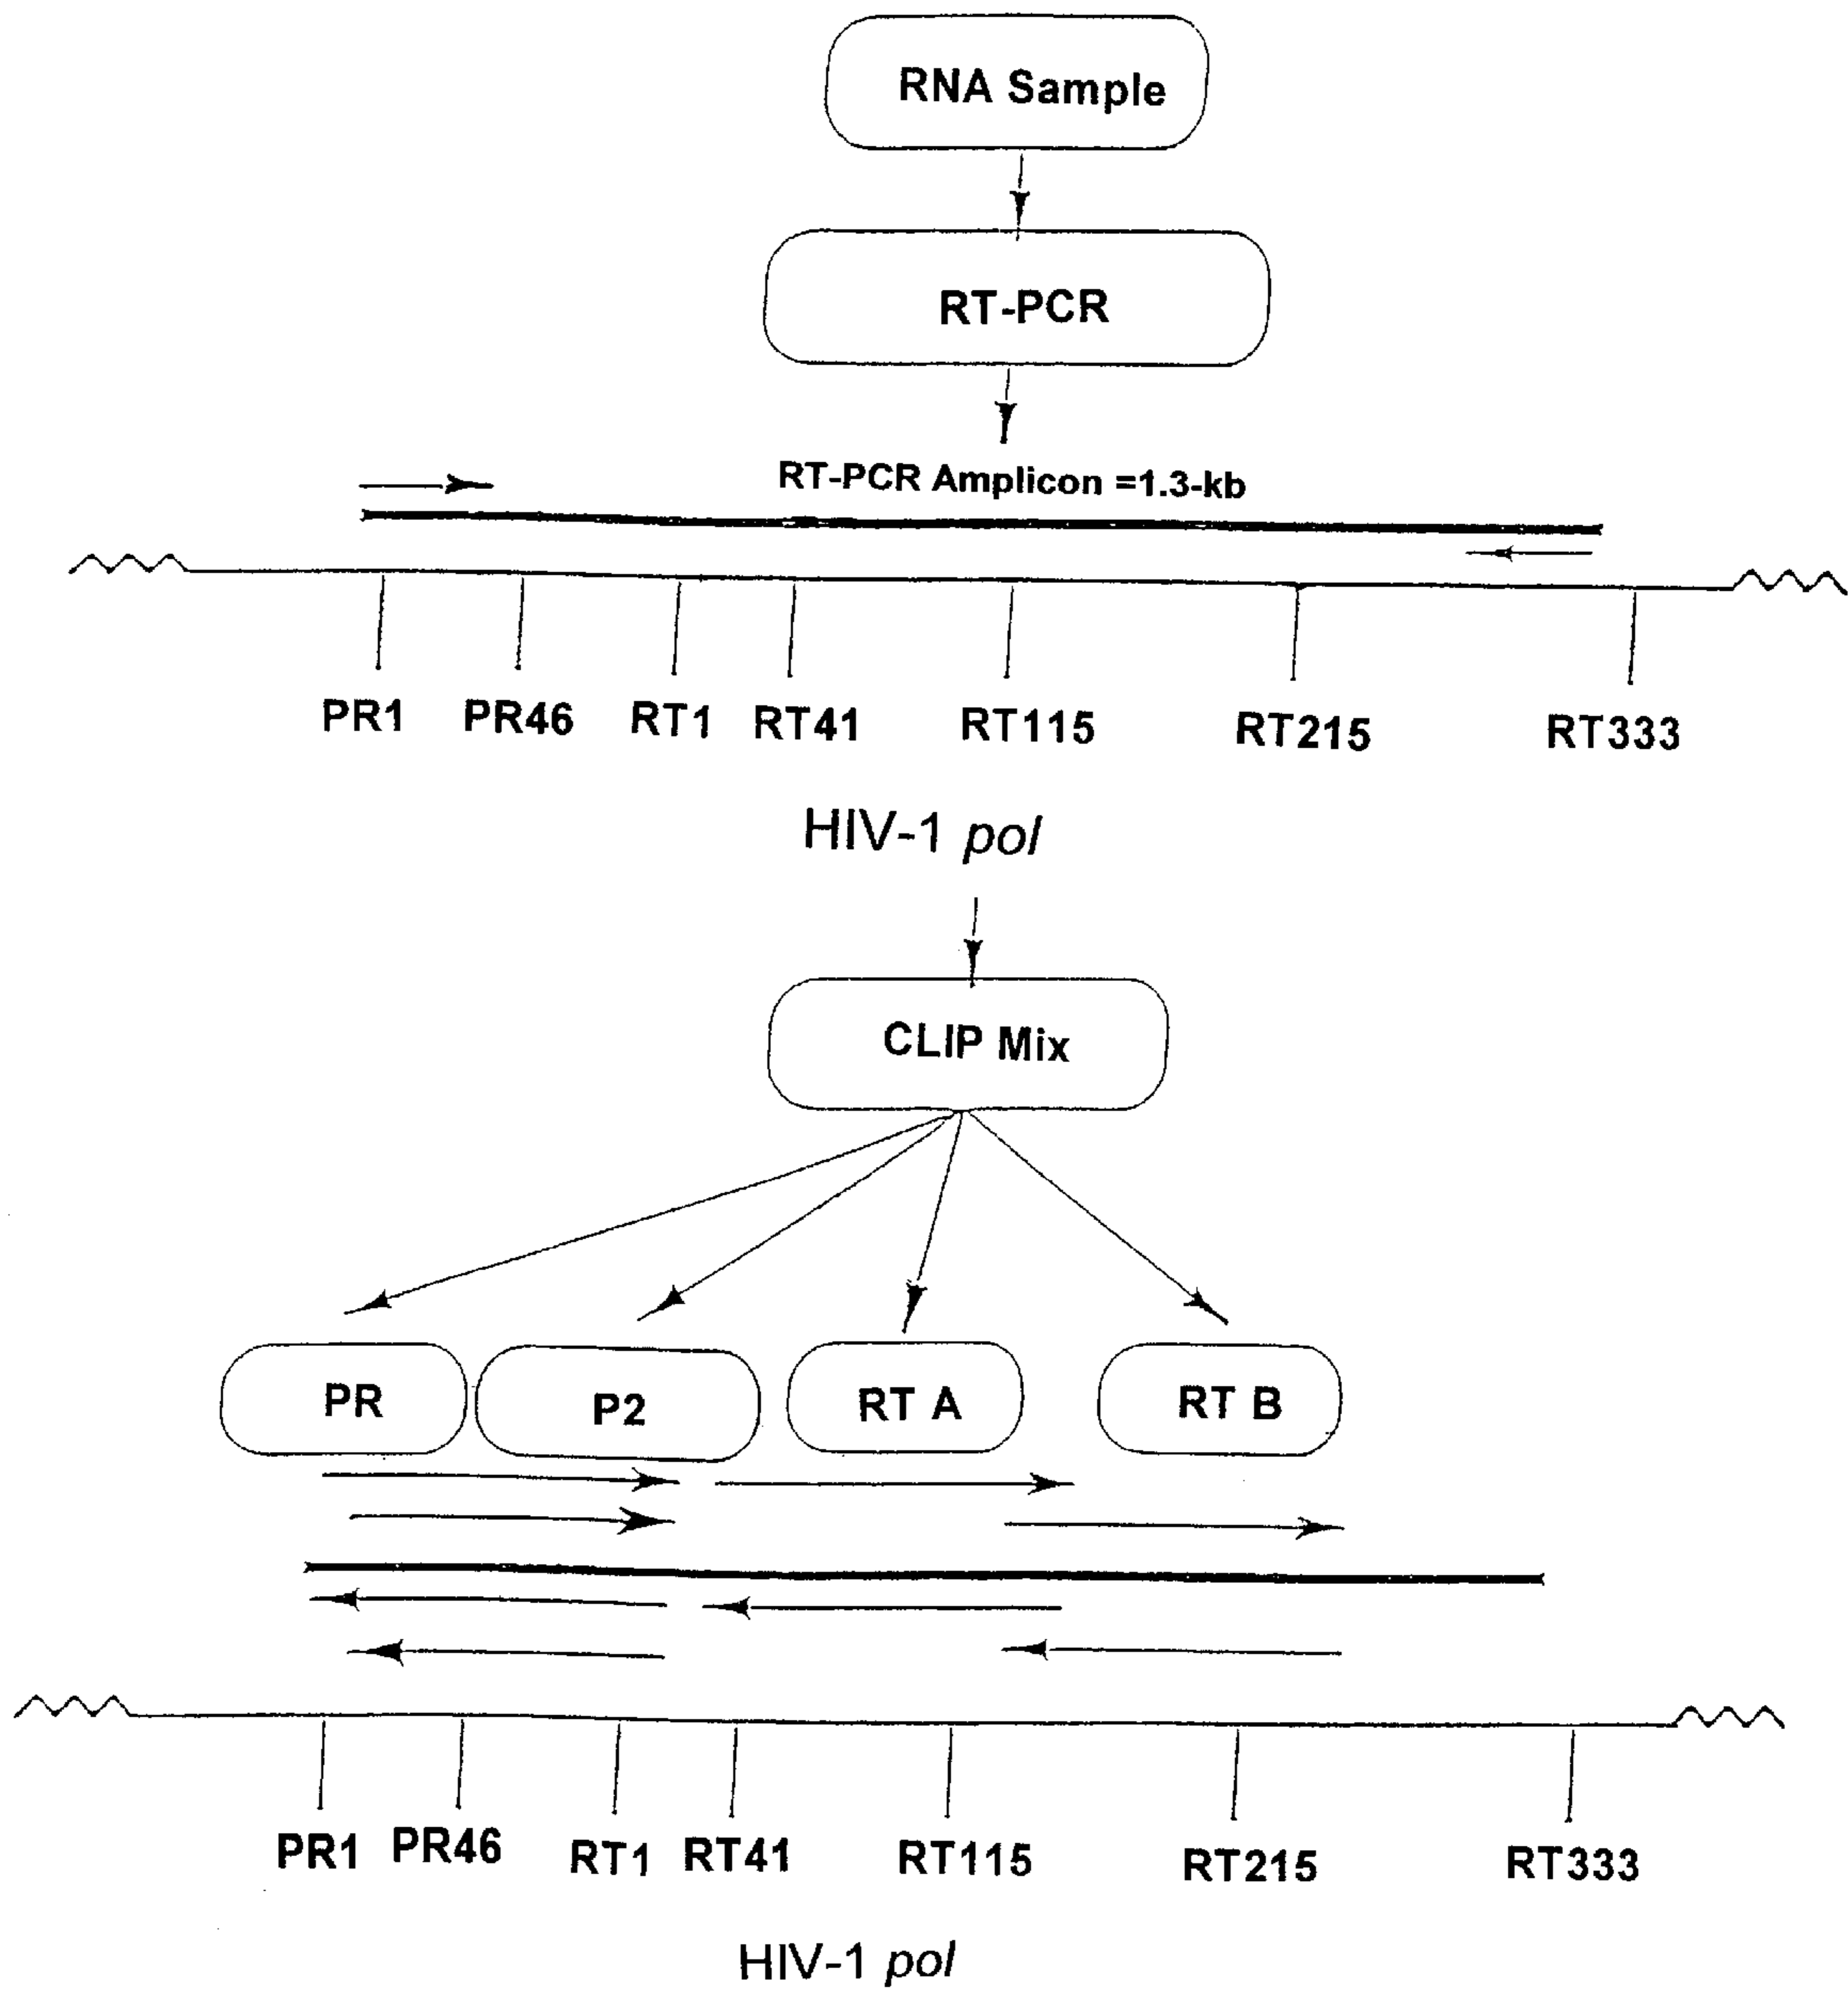 RNA Sample
RT-PCR
RT-PCR Amplicon =1.3-kb
PR1 PR46 RT1 RT41 RT115 RT215 RT333
HIV-1 pol
CLIP Mix
PR P2 RT A RT B
PR1 PR46 RT1 RT41 RT115 RT215 RT333
HIV-1 pol